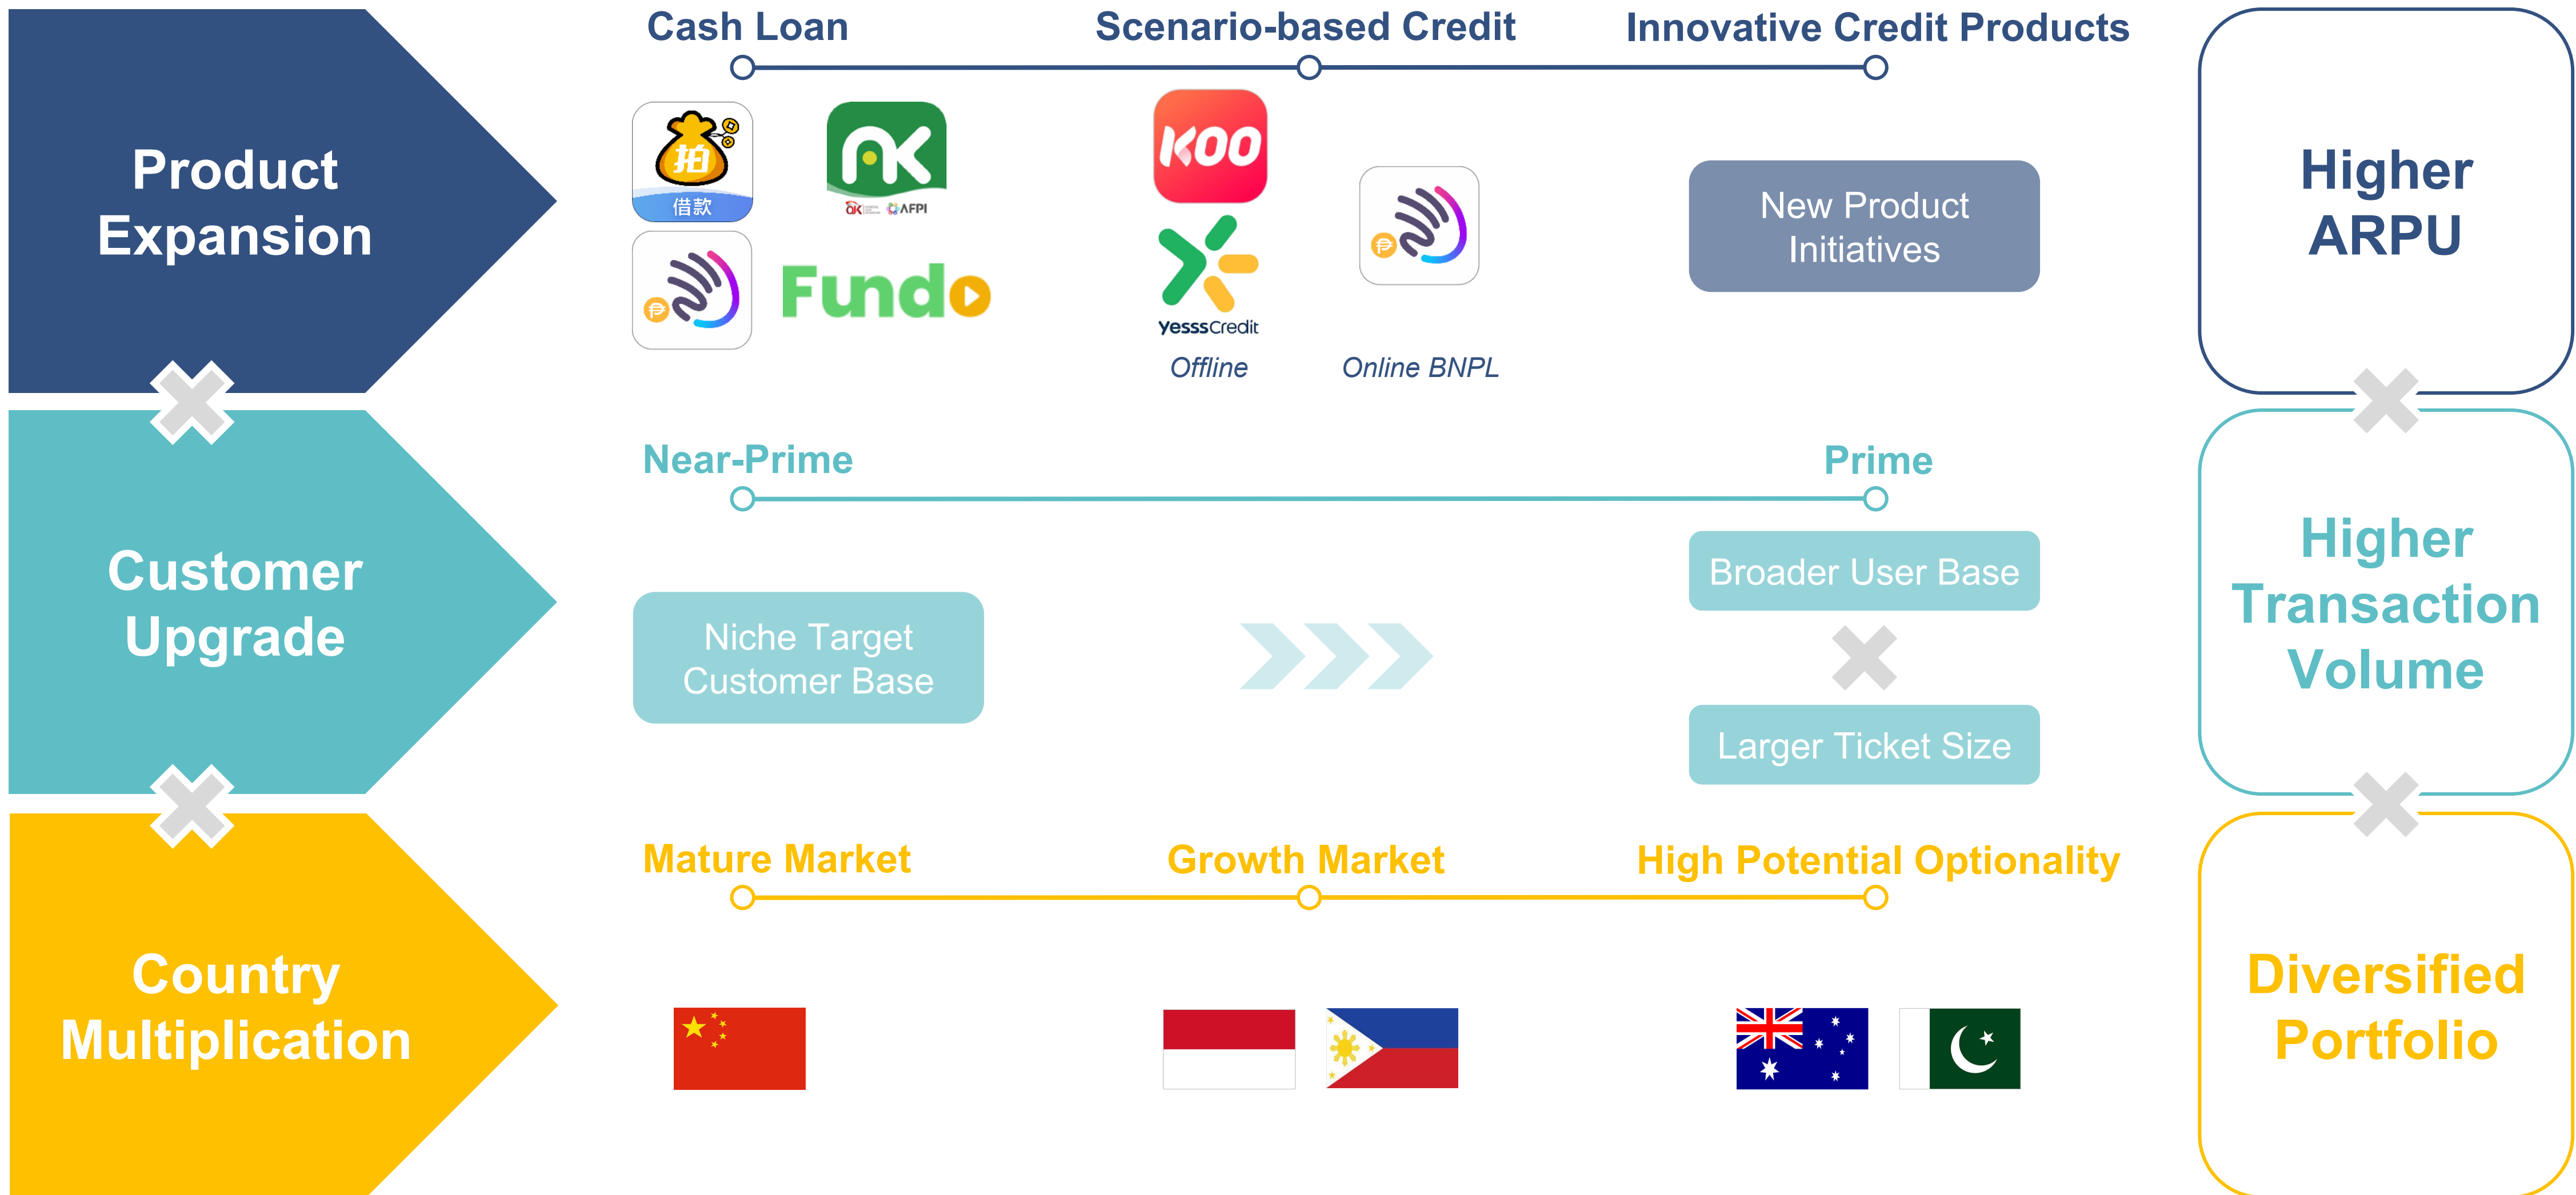 Product
Expansion
Cash Loan
Scenario-based Credit
Innovative Credit Products
拍
借款
AK
AFPI
₱
Fundo
KOO
yesssCredit
Offline
₱
Online BNPL
New Product
Initiatives
Higher
ARPU
Customer
Upgrade
Near-Prime
Prime
Niche Target
Customer Base
Broader User Base
Larger Ticket Size
Higher
Transaction
Volume
Country
Multiplication
Mature Market
Growth Market
High Potential Optionality
Diversified
Portfolio